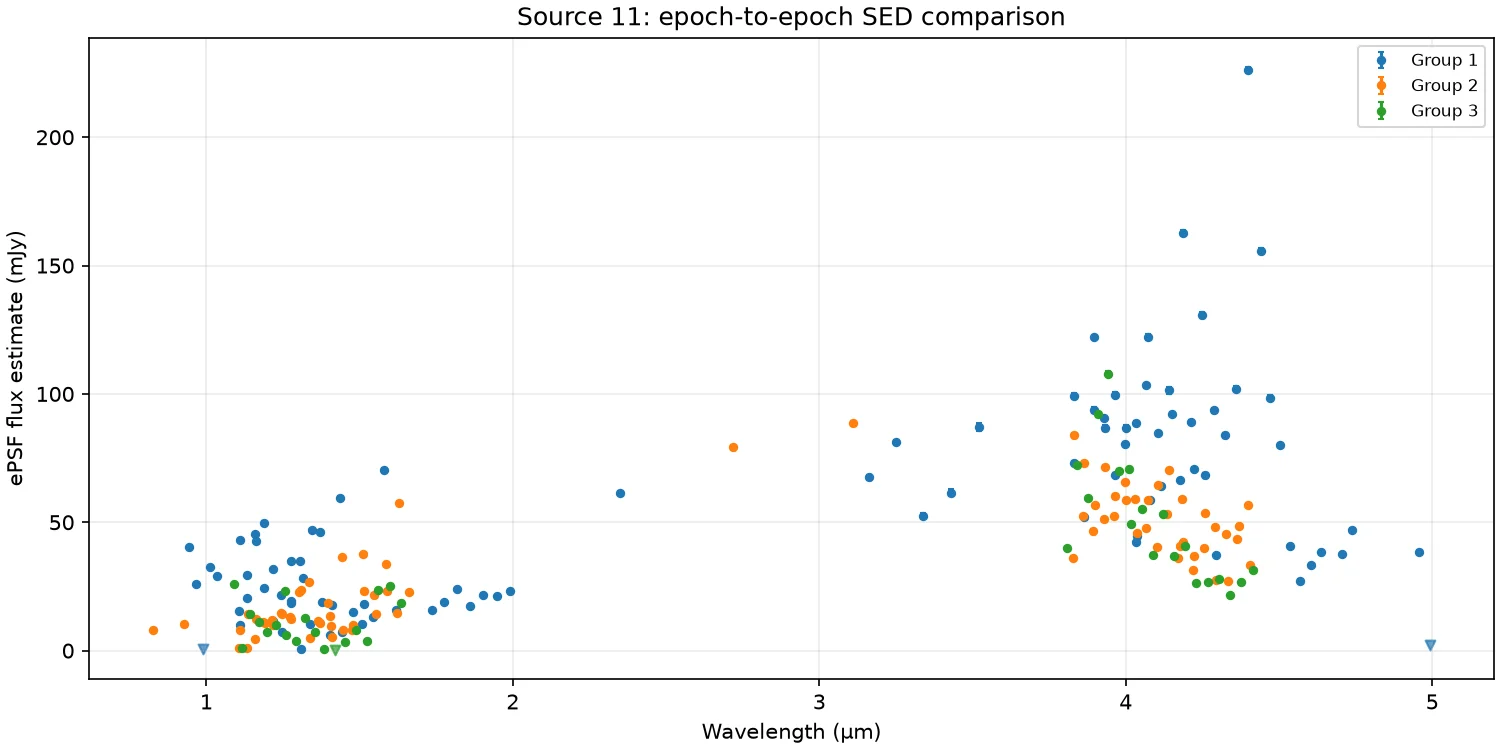 Source 11: epoch-to-epoch SED comparison
ePSF flux estimate (mJy)
200
150
100
50
0
Group 1
Group 2
Group 3
1 2 3 4 5
Wavelength (μm)